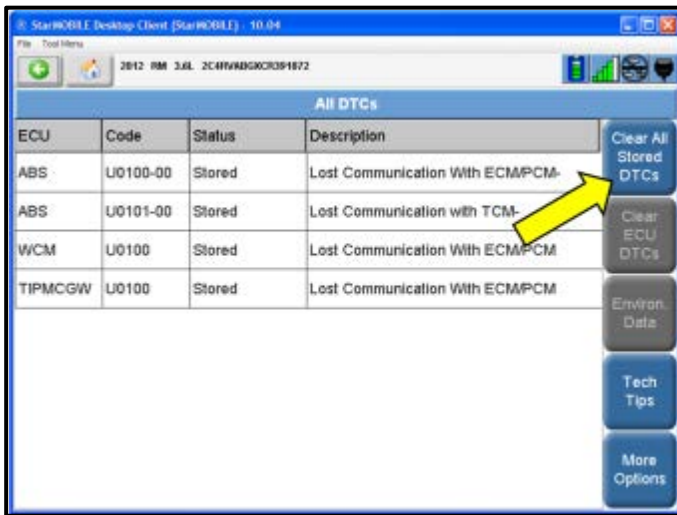 StarMOBILE Desktop Client (StarMOBILE) - 10.04
File Tool Menu
2012 RM 3.6L 2C4RVABGXCR391872
All DTCs
ECU Code Status Description
ABS U0100-00 Stored Lost Communication With ECM/PCM-
ABS U0101-00 Stored Lost Communication with TCM-
WCM U0100 Stored Lost Communication With ECM/PCM
TIPMCGW U0100 Stored Lost Communication With ECM/PCM
Clear All
Stored
DTCs
Clear
ECU
DTCs
Environ.
Data
Tech
Tips
More
Options